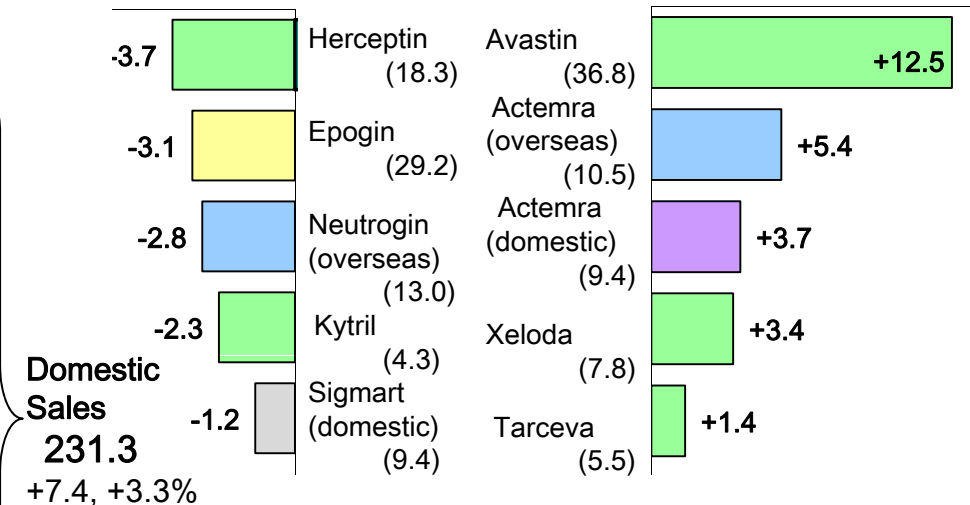 -3.7
Herceptin
(18.3)
-3.1
Epogin
(29.2)
-2.8
Neutrogin
(overseas)
(13.0)
-2.3
Kytril
(4.3)
-1.2
Sigmart
(domestic)
(9.4)
Avastin
(36.8)
+12.5
Actemra
(overseas)
(10.5)
+5.4
Actemra
(domestic)
(9.4)
+3.7
Xeloda
(7.8)
+3.4
Tarceva
(5.5)
+1.4
Domestic
Sales
231.3
+7.4, +3.3%